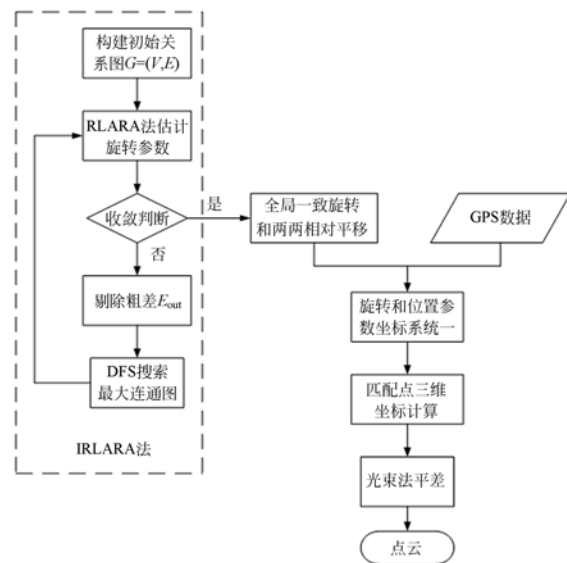 构建初始关
系图G=(V,E)
RLARA法估计
旋转参数
收敛判断
是
否
剔除粗差E_out
DFS搜索
最大连通图
IRLARA法
全局一致旋转
和两两相对平移
GPS数据
旋转和位置参
数坐标系统一
匹配点三维
坐标计算
光束法平差
点云